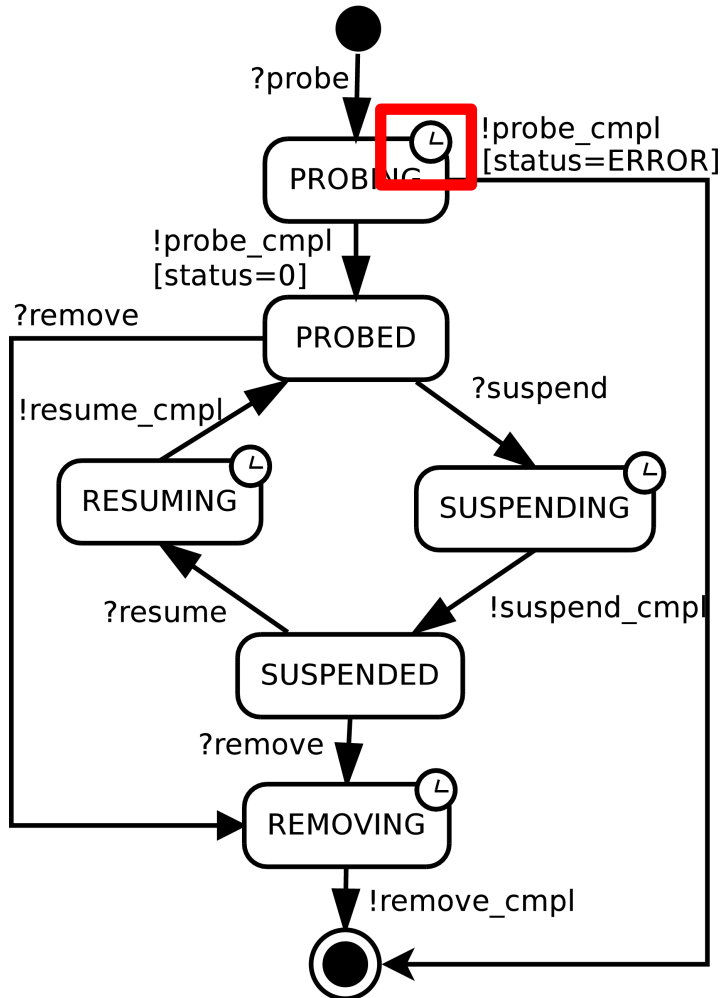 ?probe
!probe_cmpl
[status=ERROR]
PROBING
!probe_cmpl
[status=0]
?remove
PROBED
?suspend
!resume_cmpl
RESUMING
SUSPENDING
?resume
!suspend_cmpl
SUSPENDED
?remove
REMOVING
!remove_cmpl